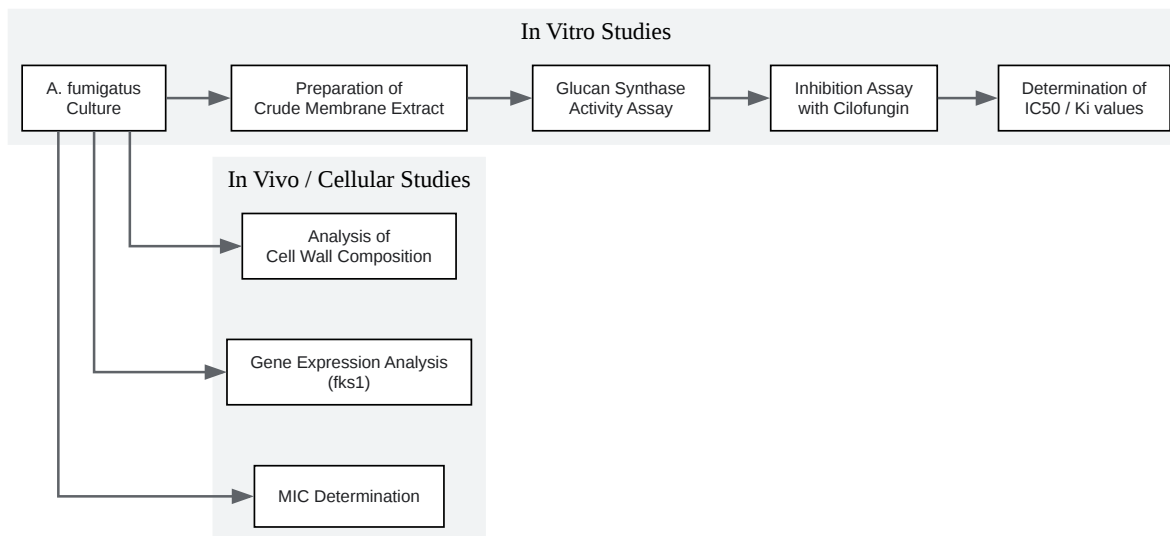 In Vitro Studies
A. fumigatus
Culture
Preparation of
Crude Membrane Extract
Glucan Synthase
Activity Assay
Inhibition Assay
with Cilofungin
Determination of
IC50 / Ki values
In Vivo / Cellular Studies
Analysis of
Cell Wall Composition
Gene Expression Analysis
(fks1)
MIC Determination